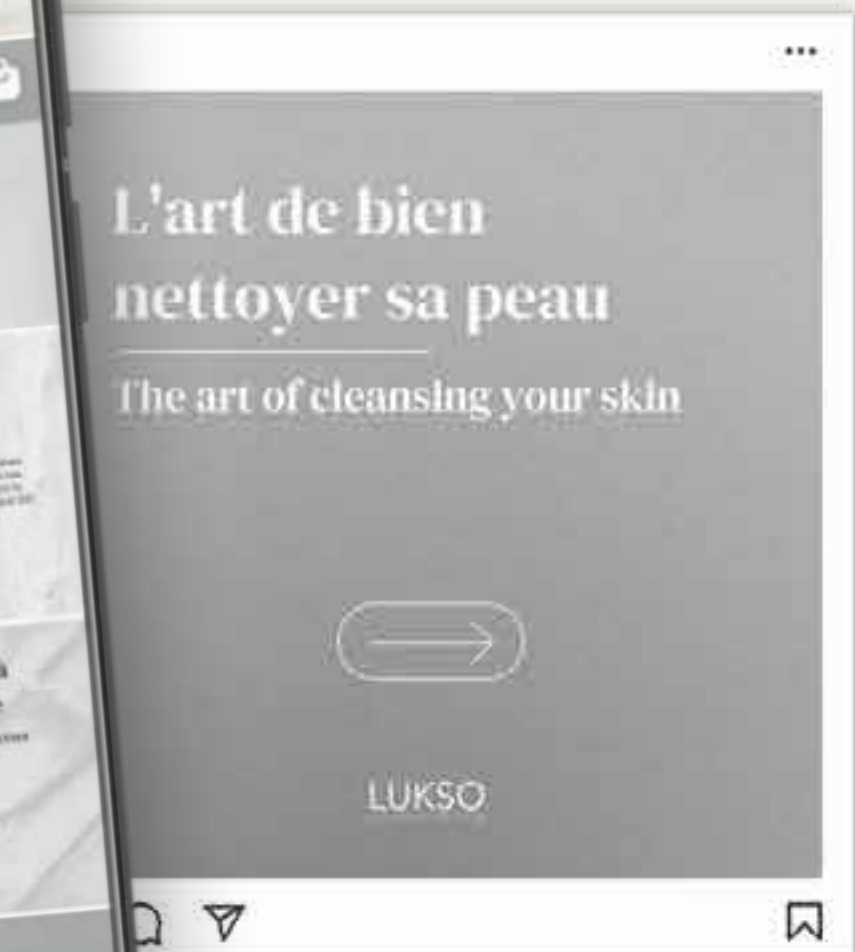 L'art de bien
nettoyer sa peau
The art of cleansing your skin
LUKSO